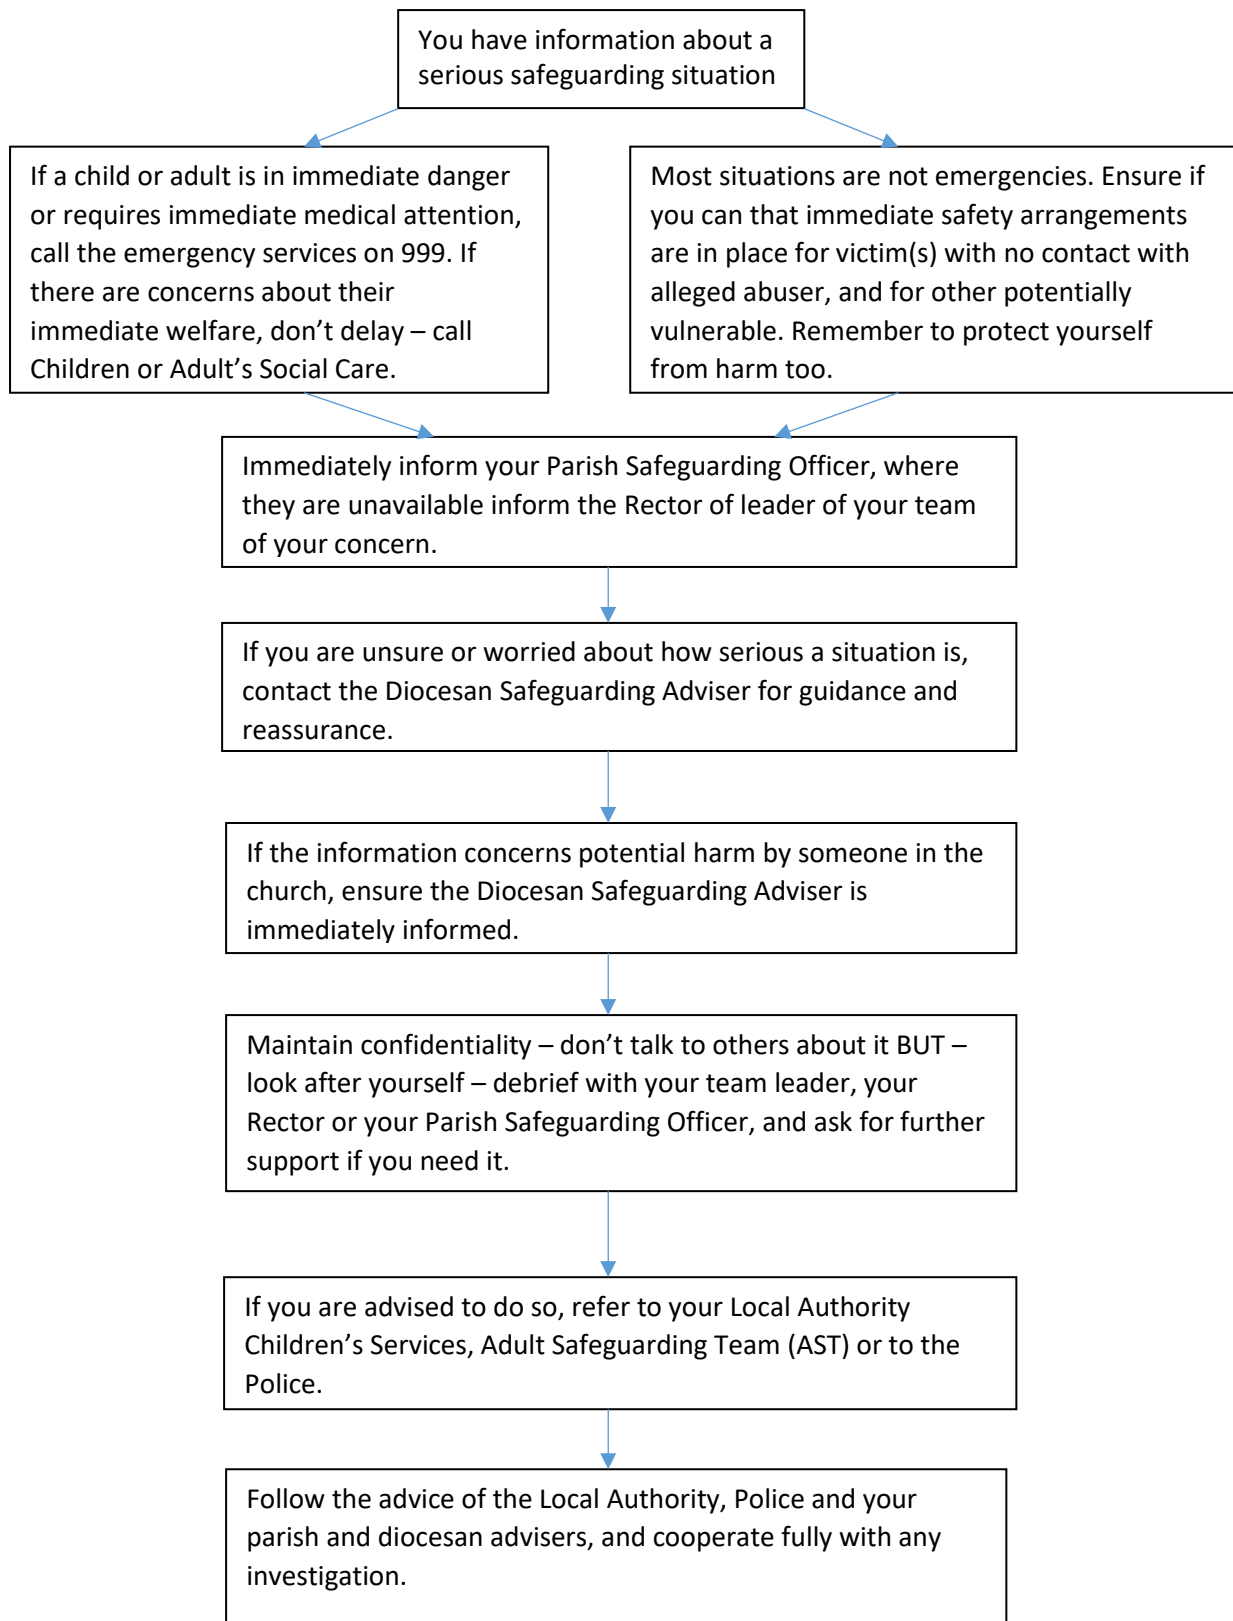 You have information about a
serious safeguarding situation
If a child or adult is in immediate danger
or requires immediate medical attention,
call the emergency services on 999. If
there are concerns about their
immediate welfare, don’t delay – call
Children or Adult’s Social Care.
Most situations are not emergencies. Ensure if
you can that immediate safety arrangements
are in place for victim(s) with no contact with
alleged abuser, and for other potentially
vulnerable. Remember to protect yourself
from harm too.
Immediately inform your Parish Safeguarding Officer, where
they are unavailable inform the Rector of leader of your team
of your concern.
If you are unsure or worried about how serious a situation is,
contact the Diocesan Safeguarding Adviser for guidance and
reassurance.
If the information concerns potential harm by someone in the
church, ensure the Diocesan Safeguarding Adviser is
immediately informed.
Maintain confidentiality – don’t talk to others about it BUT –
look after yourself – debrief with your team leader, your
Rector or your Parish Safeguarding Officer, and ask for further
support if you need it.
If you are advised to do so, refer to your Local Authority
Children’s Services, Adult Safeguarding Team (AST) or to the
Police.
Follow the advice of the Local Authority, Police and your
parish and diocesan advisers, and cooperate fully with any
investigation.